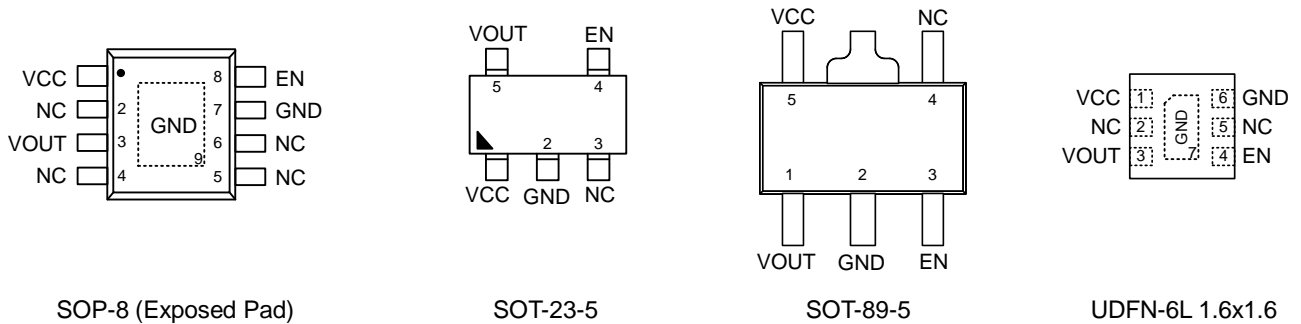 VCC 8 EN
NC 2 7 GND
GND
VOUT 3 6 NC
9
NC 4 5 NC
SOP-8 (Exposed Pad)
VOUT EN
5 4
2 3
VCC GND NC
SOT-23-5
VCC NC
5 4
1 2 3
VOUT GND EN
SOT-89-5
VCC 1 6 GND
GND
NC 2 5 NC
7
VOUT 3 4 EN
UDFN-6L 1.6x1.6